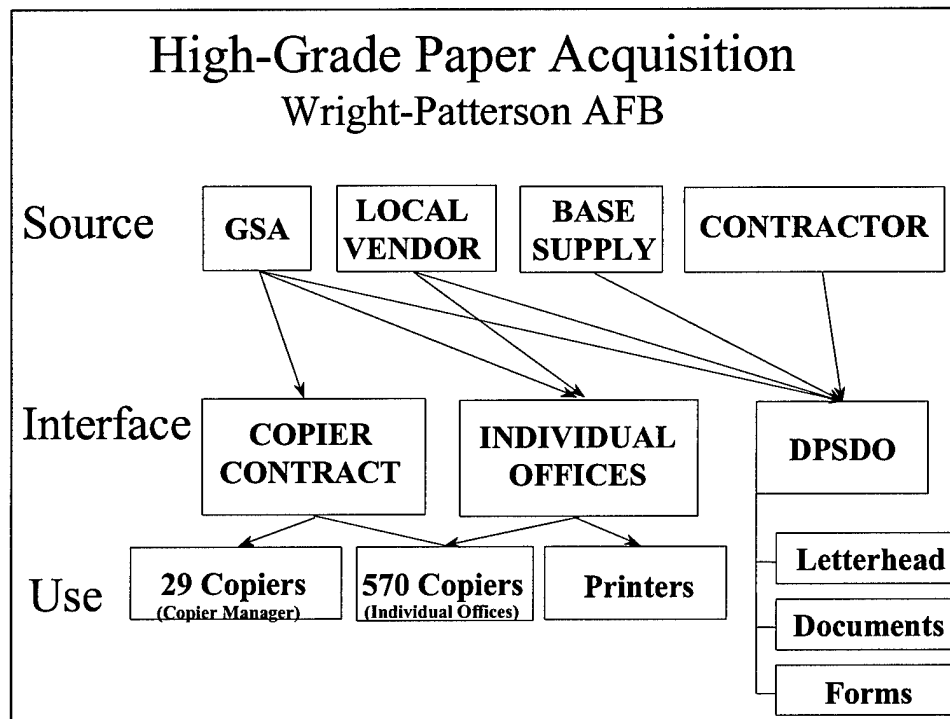 High-Grade Paper Acquisition
Wright-Patterson AFB
Source
GSA
LOCAL
VENDOR
BASE
SUPPLY
CONTRACTOR
Interface
COPIER
CONTRACT
INDIVIDUAL
OFFICES
DPSDO
Use
29 Copiers
(Copier Manager)
570 Copiers
(Individual Offices)
Printers
Letterhead
Documents
Forms